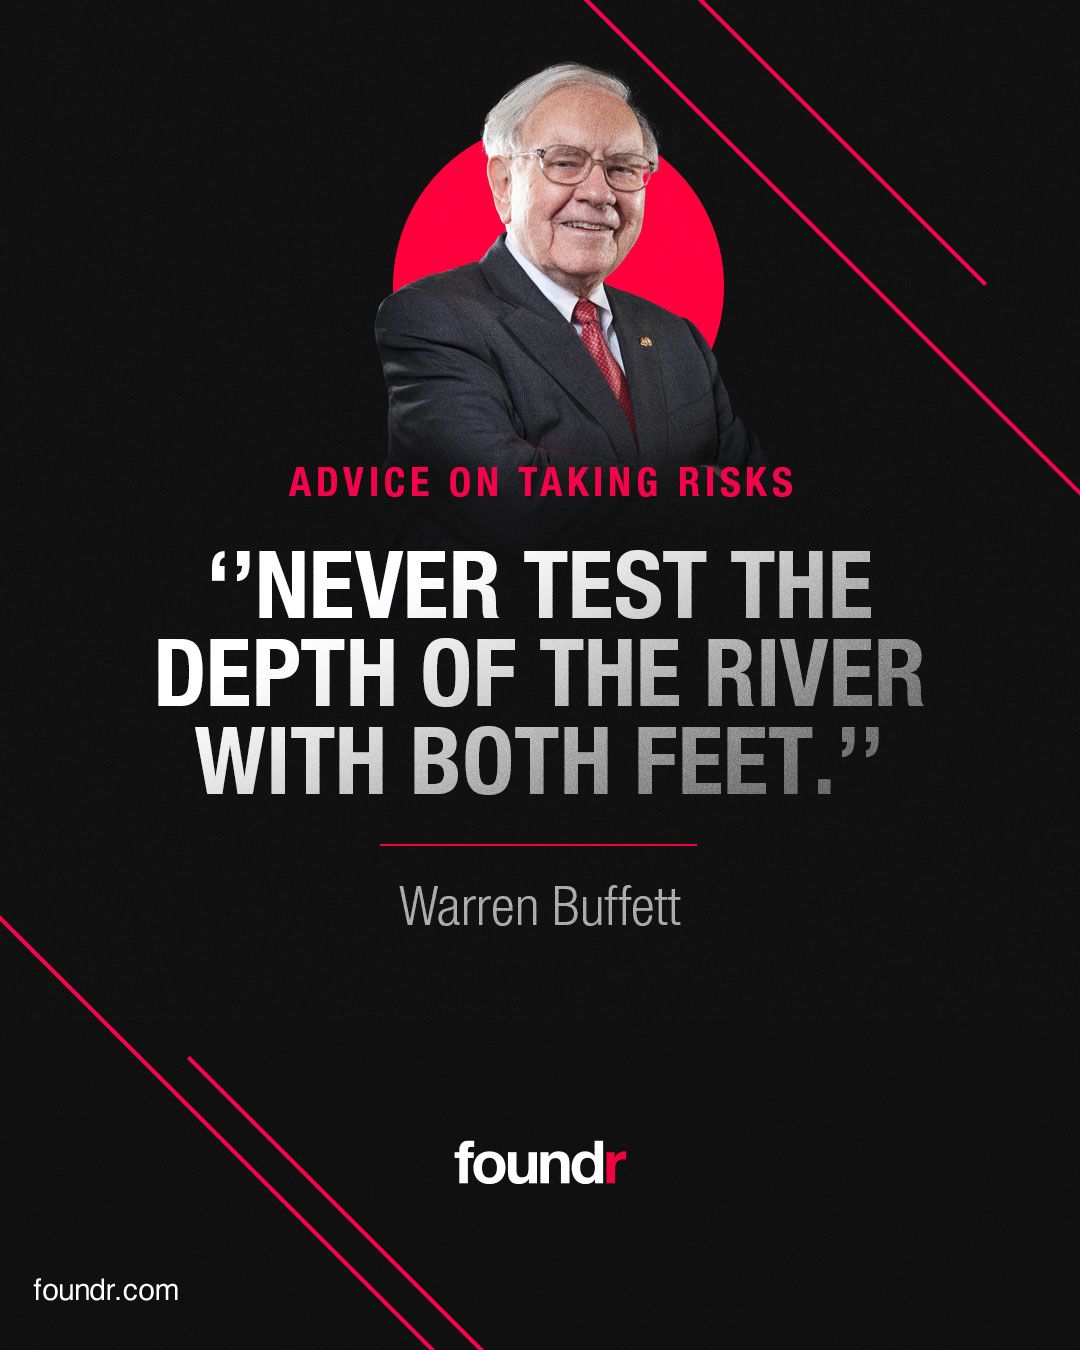 ADVICE ON TAKING RISKS
‘’NEVER TEST THE
DEPTH OF THE RIVER
WITH BOTH FEET.’’
Warren Buffett
foundr
foundr.com